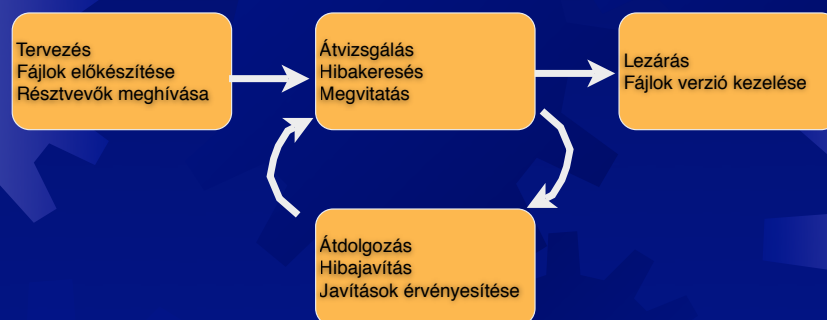 Tervezés
Fájlok előkészítése
Résztvevők meghívása
Átvizsgálás
Hibakeresés
Megvitatás
Lezárás
Fájlok verzió kezelése
Átdolgozás
Hibajavítás
Javítások érvényesítése